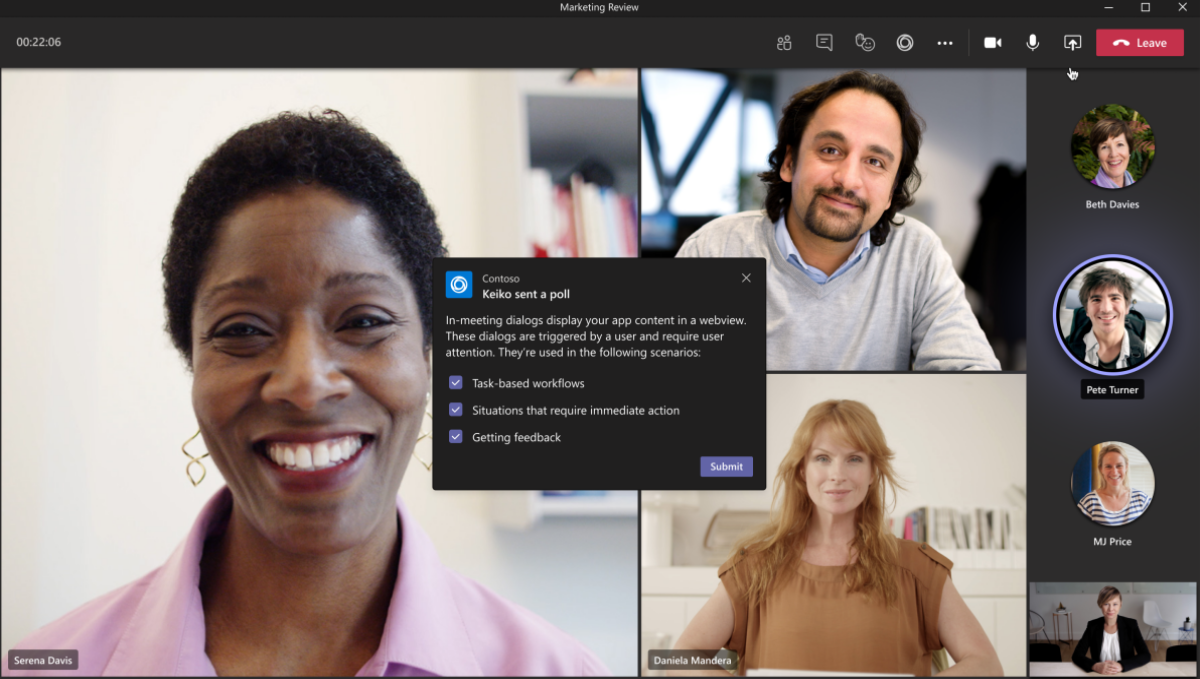 Marketing Review
00:22:06
Leave
Beth Davies
Contoso
Keiko sent a poll
In-meeting dialogs display your app content in a webview.
These dialogs are triggered by a user and require user
attention. They're used in the following scenarios:
Task-based workflows
Situations that require immediate action
Getting feedback
Submit
Pete Turner
MJ Price
Serena Davis
Daniela Mandera